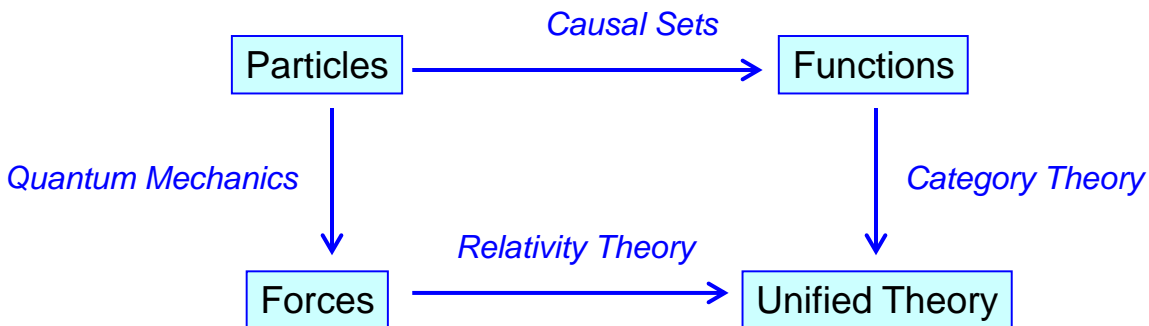 Causal Sets
Particles
Functions
Quantum Mechanics
Category Theory
Relativity Theory
Forces
Unified Theory